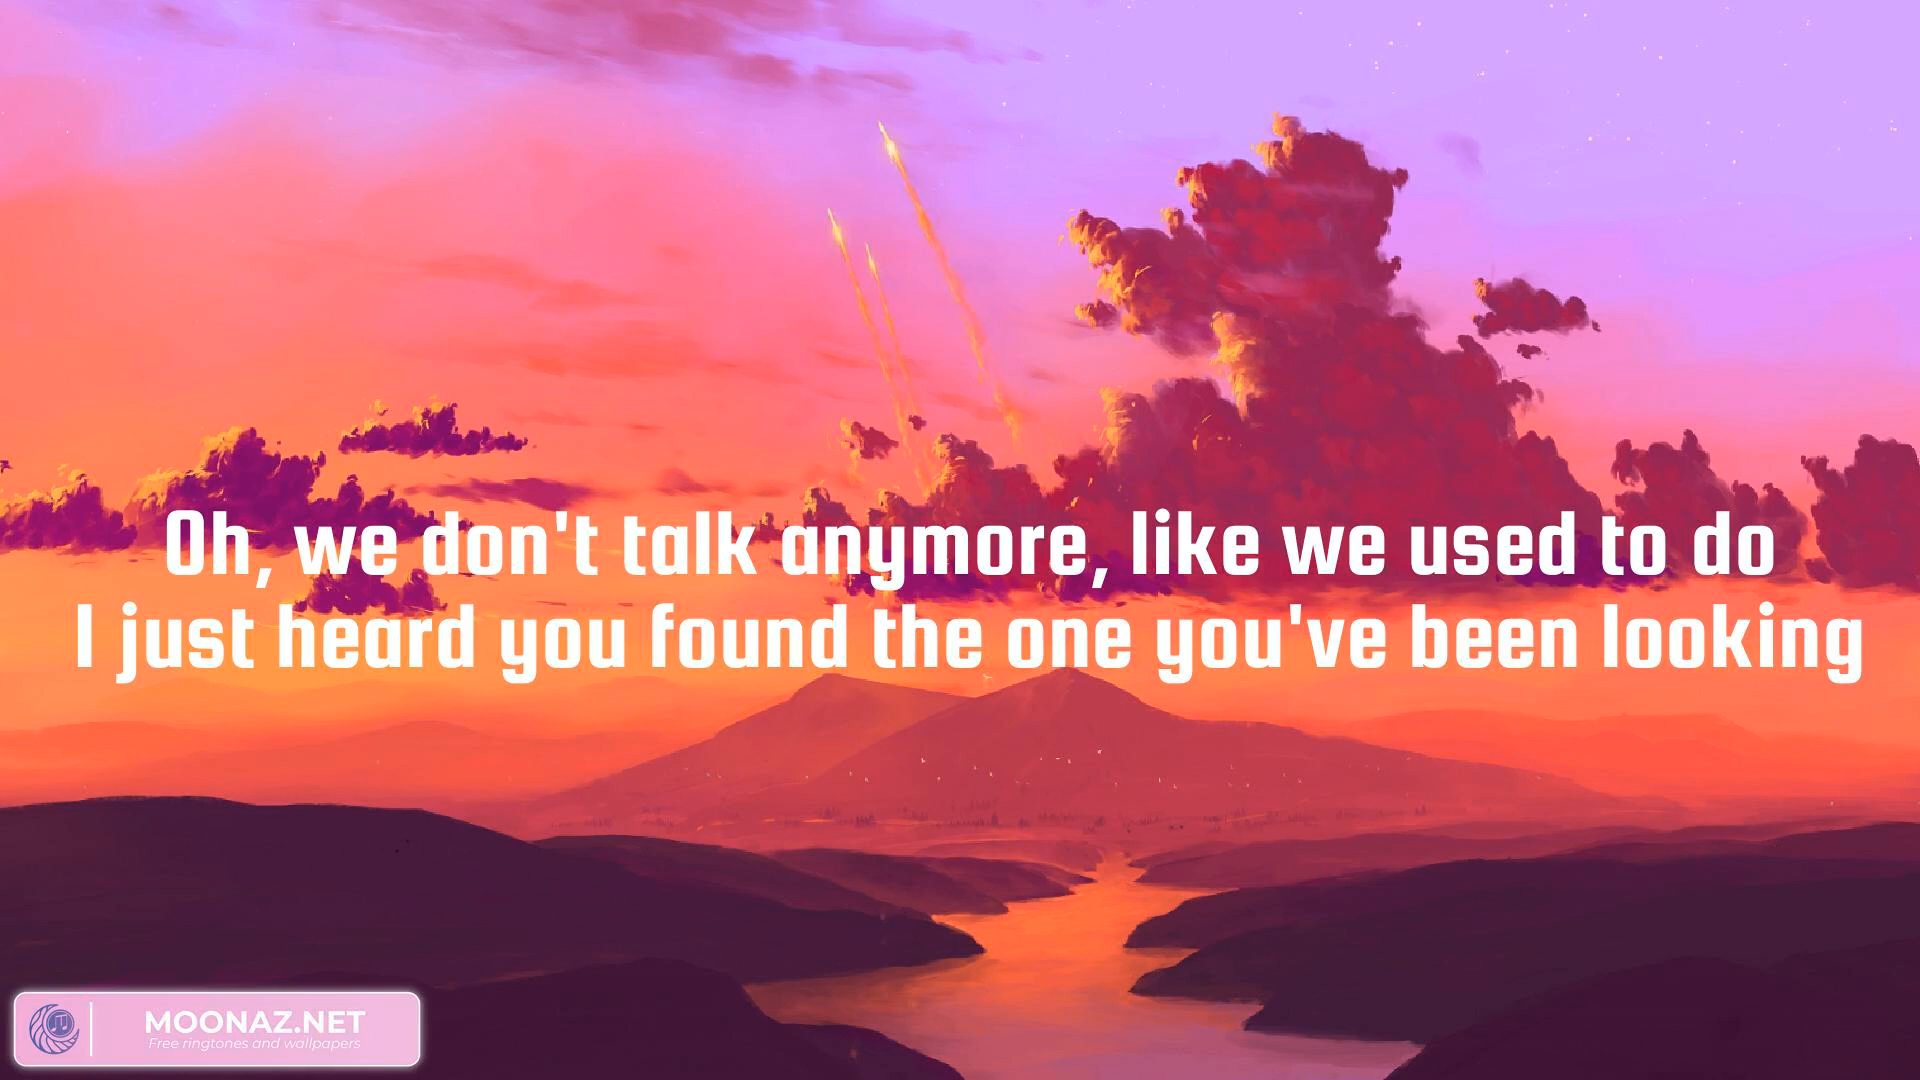 Oh, we don't talk anymore, like we used to do
I just heard you found the one you've been looking
MOONAZ.NET
Free ringtones and wallpapers